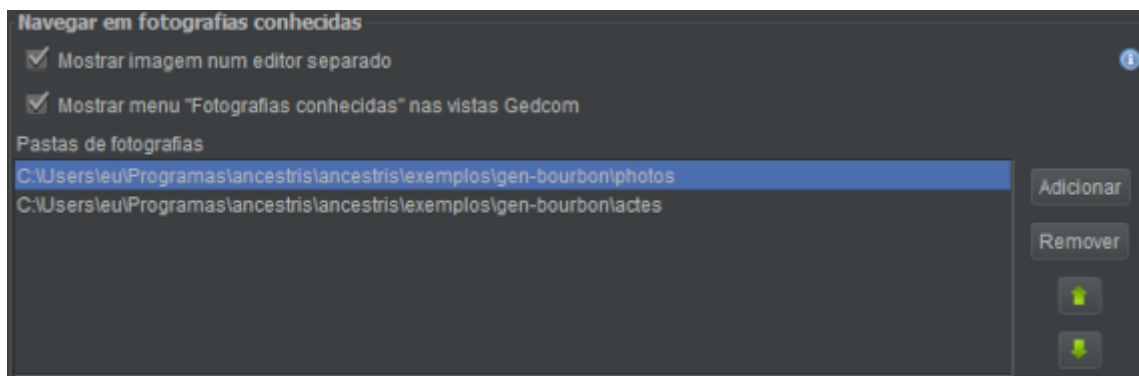 Navegar em fotografias conhecidas
Mostrar imagem num editor separado
Mostrar menu "Fotografias conhecidas" nas vistas Gedcom
Pastas de fotografias
C:\Users\eu\Programas\ancestris\ancestris\exemplos\gen-bourbon\photos
C:\Users\eu\Programas\ancestris\ancestris\exemplos\gen-bourbon\actes
Adicionar
Remover